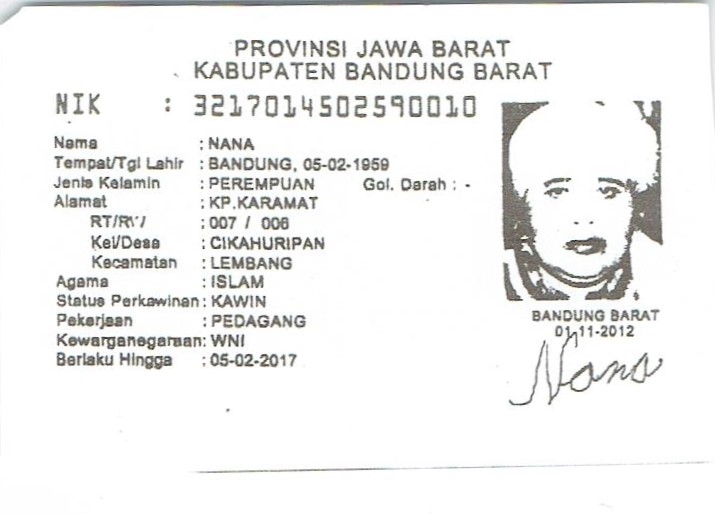 PROVINSI JAWA BARAT
KABUPATEN BANDUNG BARAT
NIK : 3217014502590010
Nama : NANA
Tempat/Tgl Lahir : BANDUNG, 05-02-1959
Jenis Kelamin : PEREMPUAN Gol. Darah : -
Alamat : KP.KARAMAT
RT/RW : 007 / 006
Kel/Desa : CIKAHURIPAN
Kecamatan : LEMBANG
Agama : ISLAM
Status Perkawinan : KAWIN
Pekerjaan : PEDAGANG
Kewarganegaraan: WNI
Berlaku Hingga : 05-02-2017
BANDUNG BARAT
01-11-2012
Nana